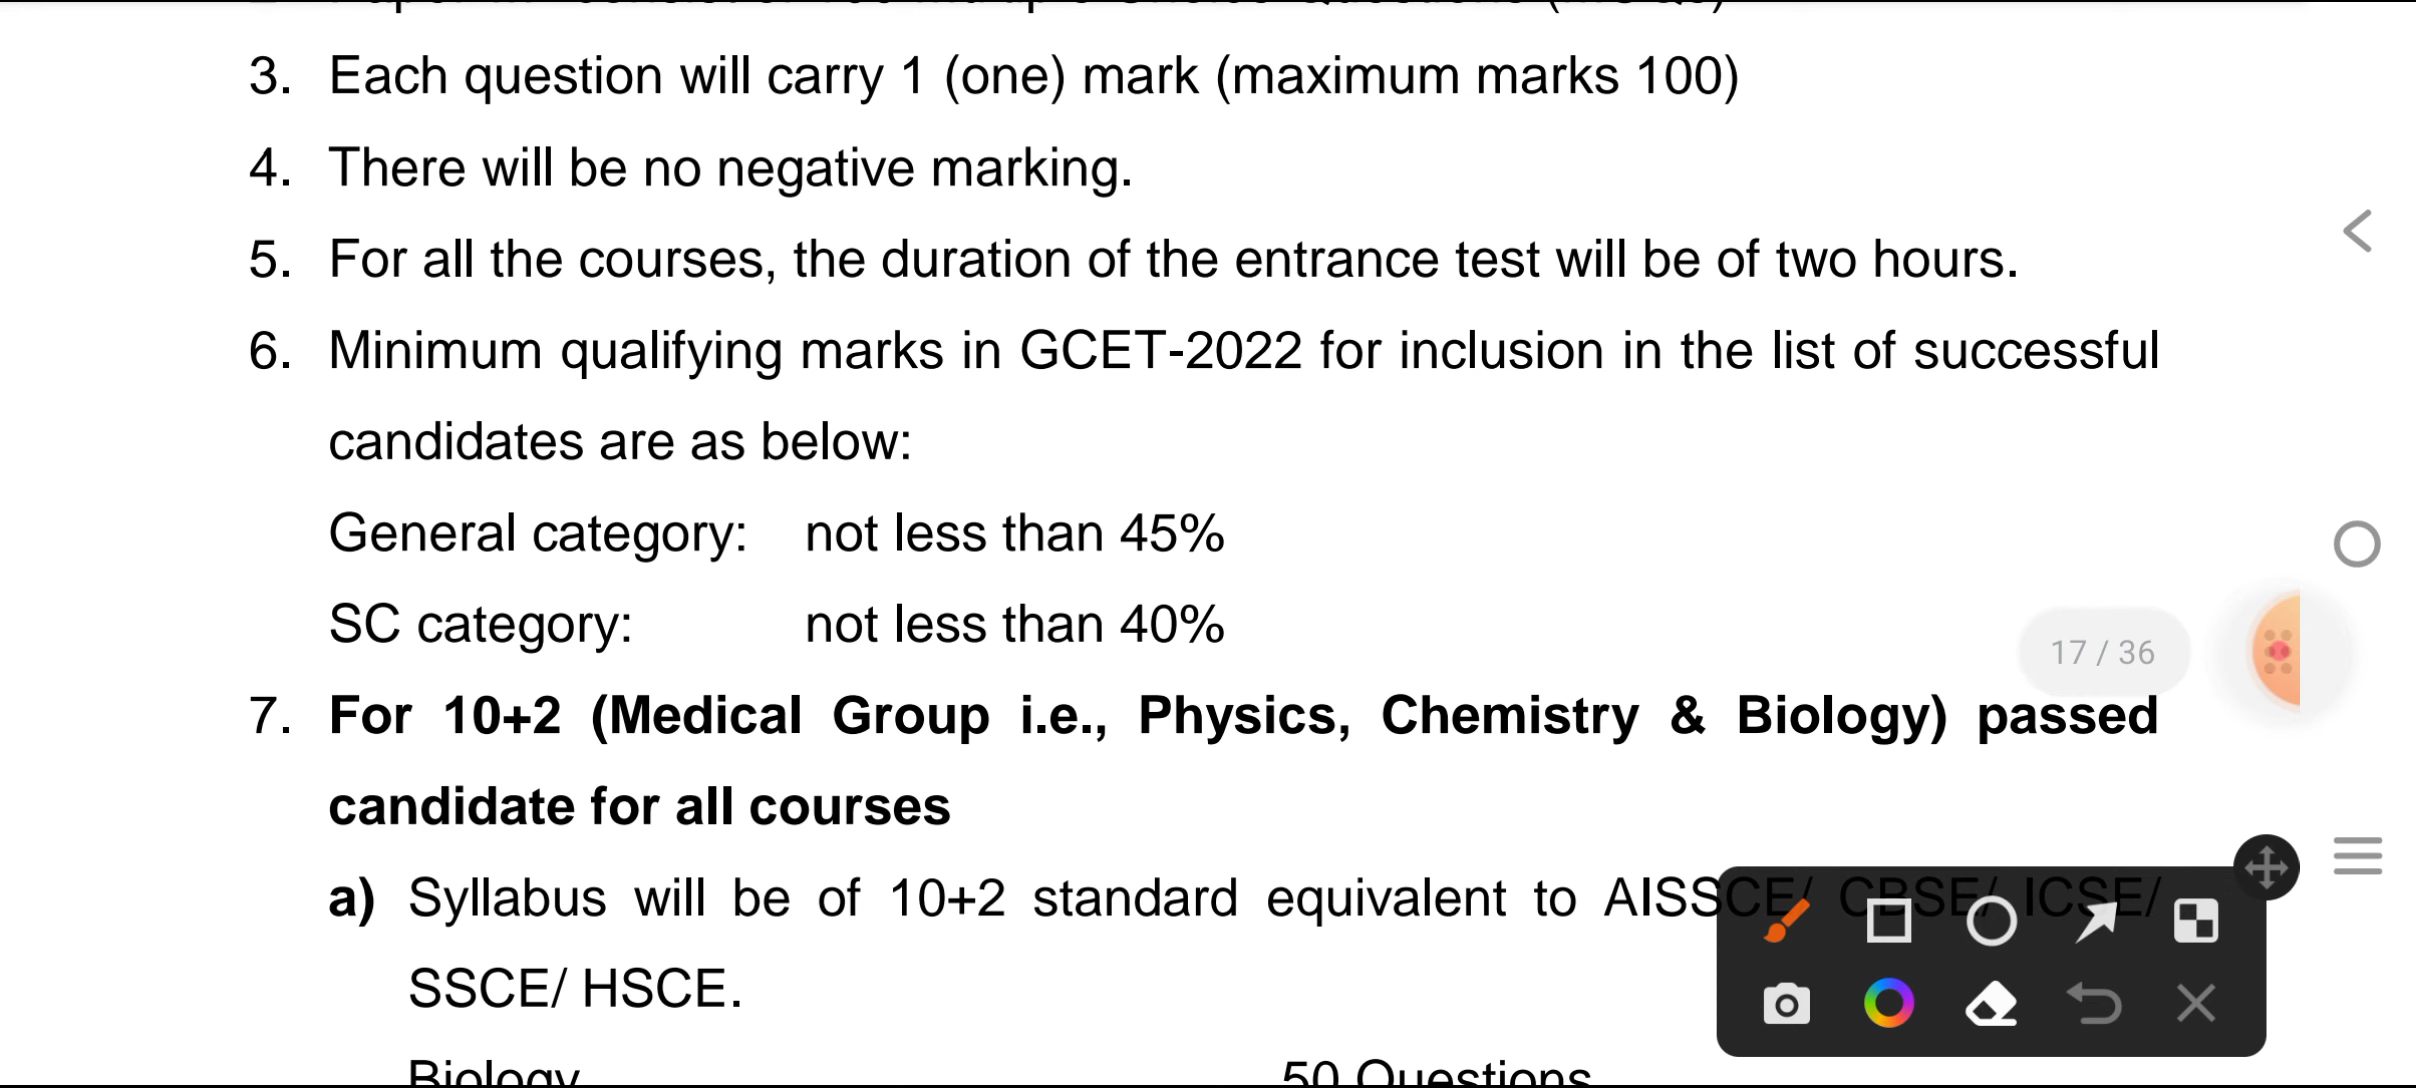 3. Each question will carry 1 (one) mark (maximum marks 100)
4. There will be no negative marking.
5. For all the courses, the duration of the entrance test will be of two hours.
6. Minimum qualifying marks in GCET-2022 for inclusion in the list of successful
candidates are as below:
General category: not less than 45%
SC category: not less than 40%
17 / 36
7. For 10+2 (Medical Group i.e., Physics, Chemistry & Biology) passed
candidate for all courses
a) Syllabus will be of 10+2 standard equivalent to AISSCE/ CBSE/ ICSE/
SSCE/ HSCE.
Biology 50 Questions